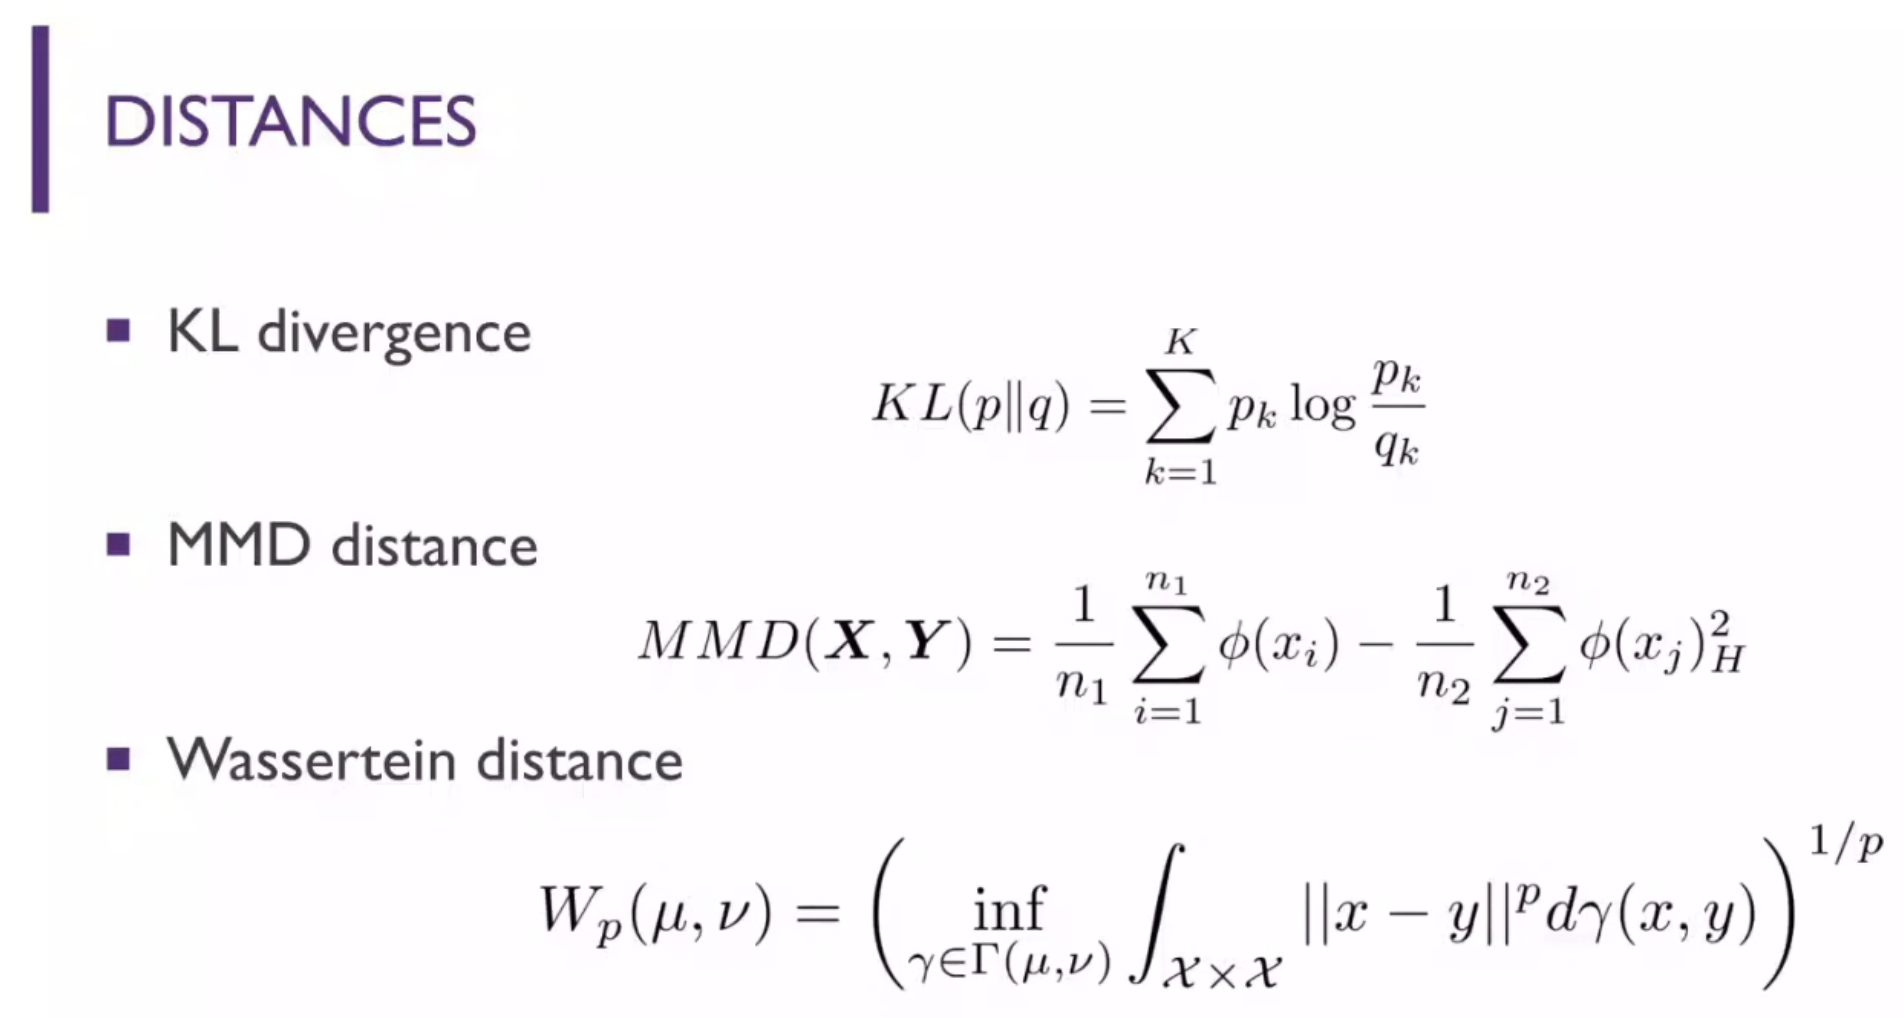 DISTANCES
■ KL divergence
$KL(p\|q) = \sum_{k=1}^{K} p_k \log \frac{p_k}{q_k}$
■ MMD distance
$MMD(\boldsymbol{X}, \boldsymbol{Y}) = \frac{1}{n_1} \sum_{i=1}^{n_1} \phi(x_i) - \frac{1}{n_2} \sum_{j=1}^{n_2} \phi(x_j)_H^2$
■ Wassertein distance
$W_p(\mu, \nu) = \left( \inf_{\gamma \in \Gamma(\mu,\nu)} \int_{\mathcal{X} \times \mathcal{X}} ||x - y||^p d\gamma(x, y) \right)^{1/p}$